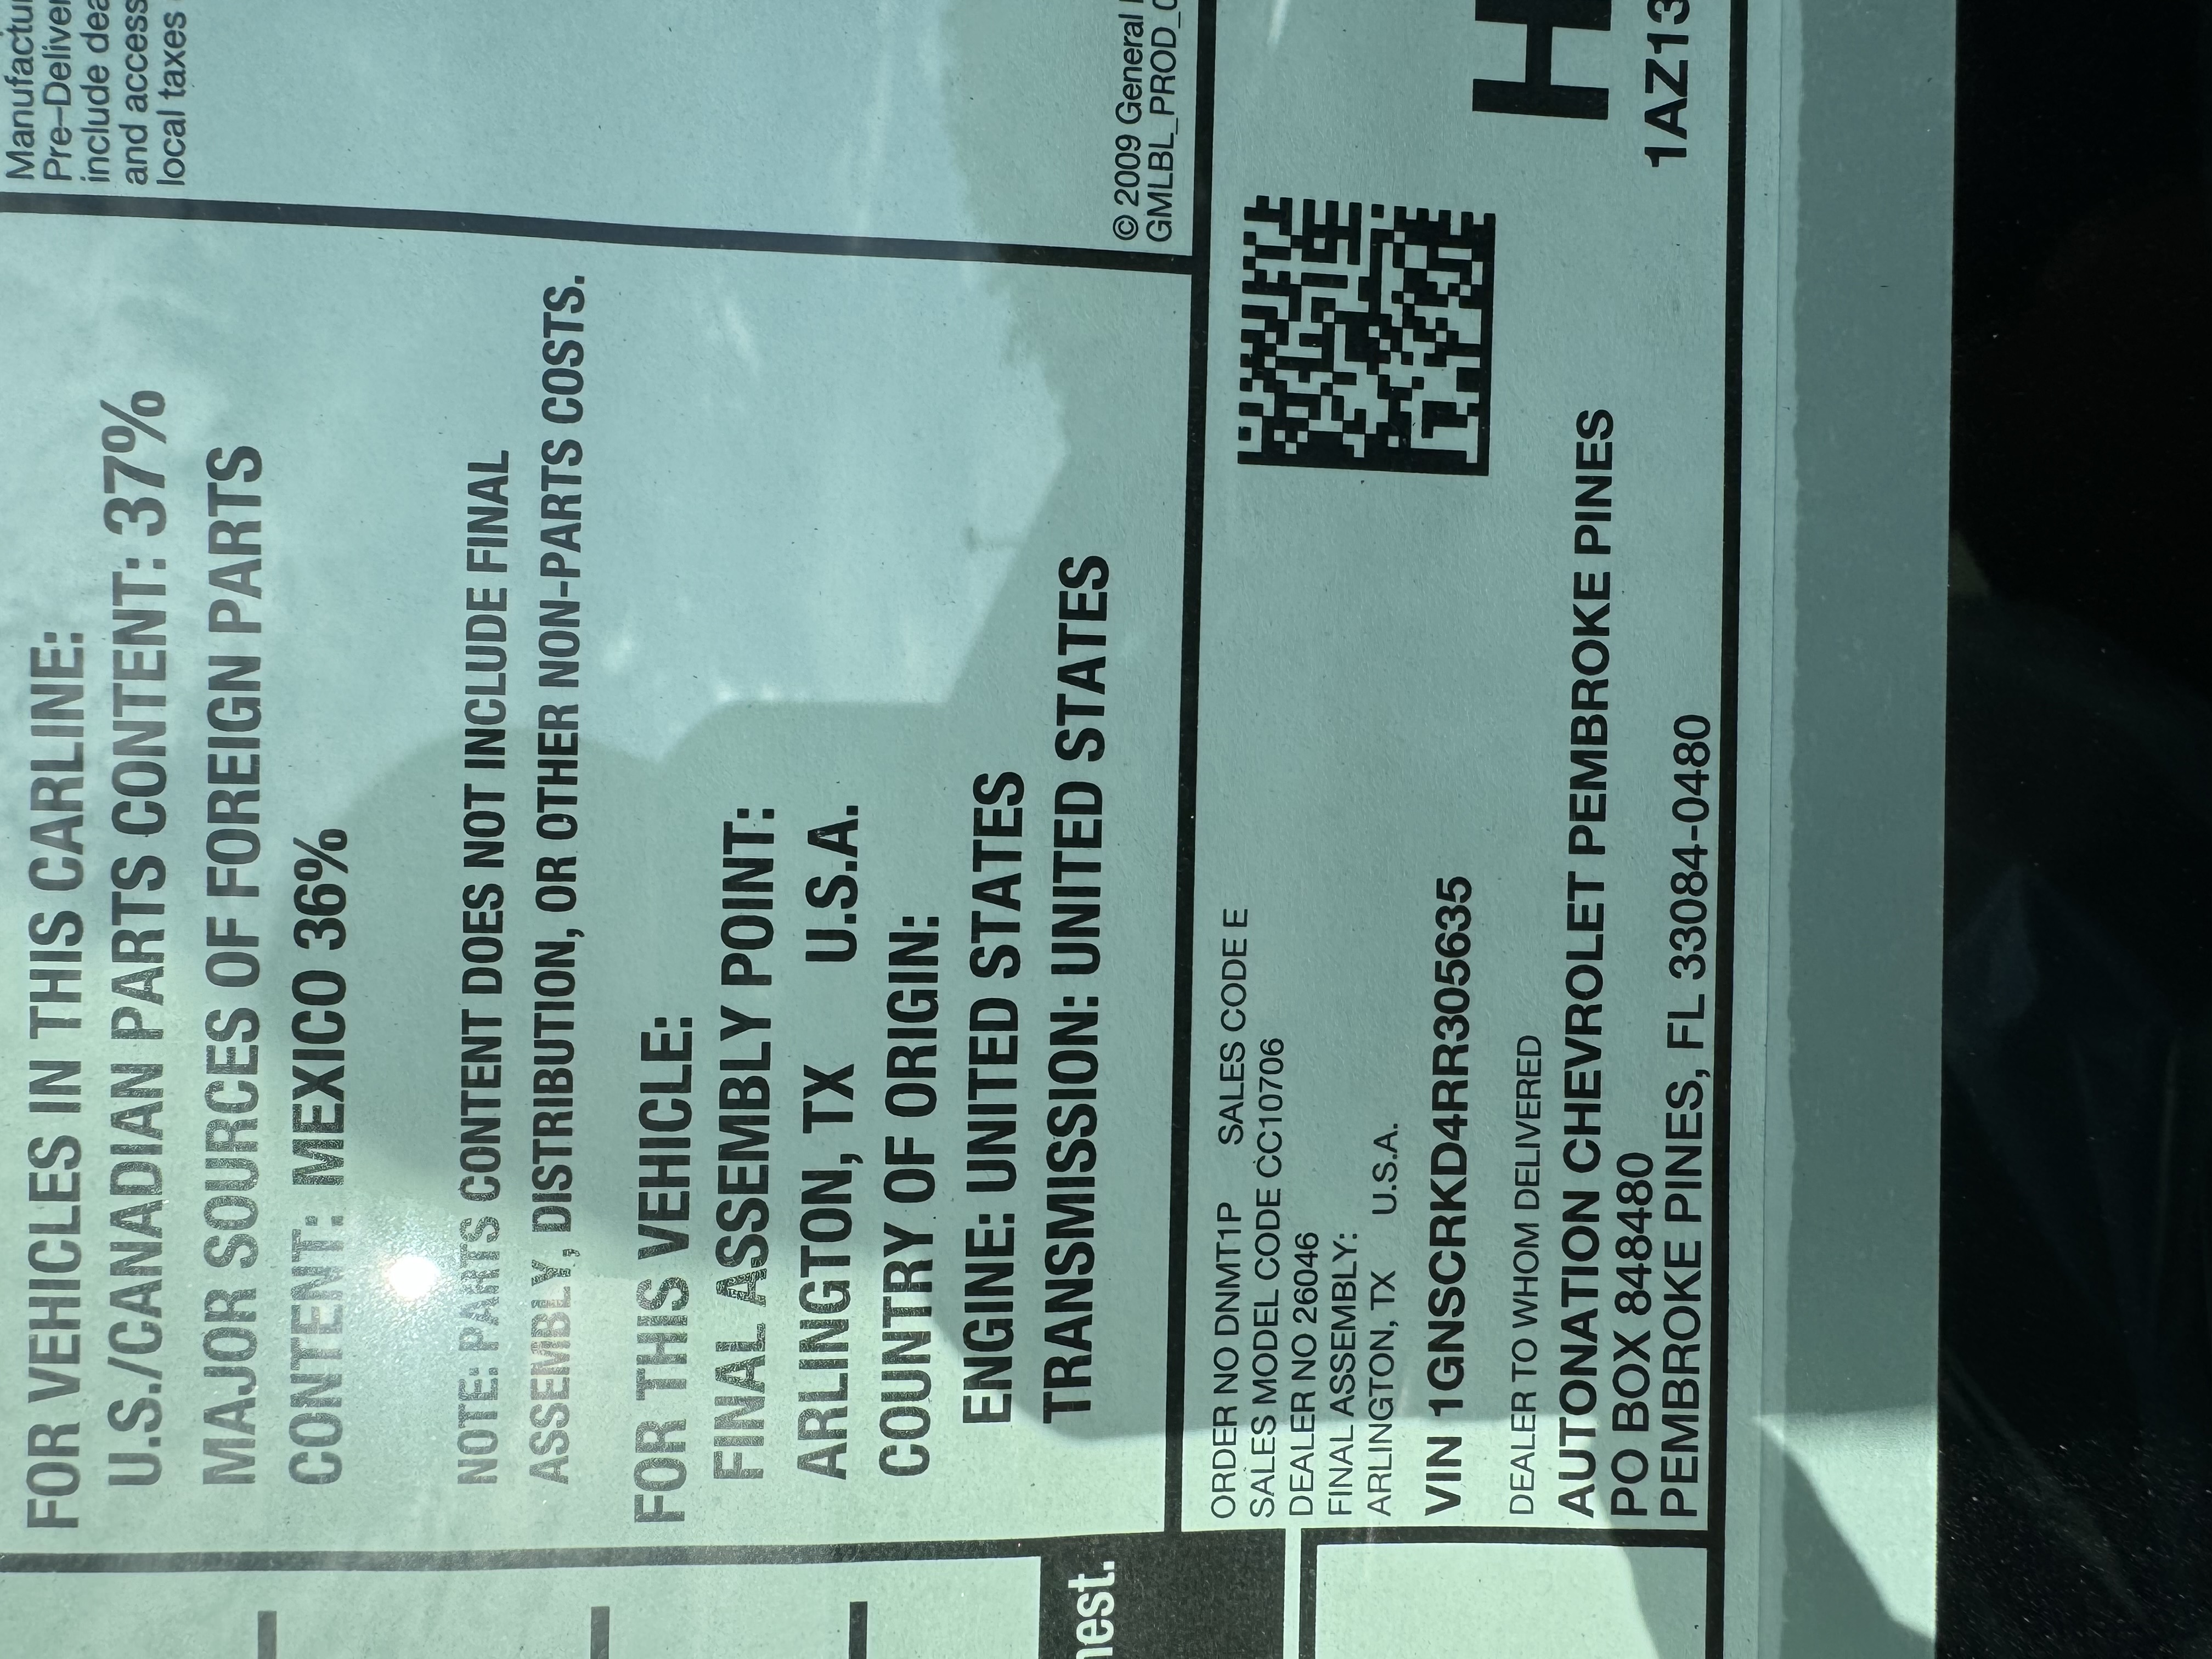 FOR VEHICLES IN THIS CARLINE:
U.S./CANADIAN PARTS CONTENT: 37%
MAJOR SOURCES OF FOREIGN PARTS
CONTENT: MEXICO 36%
NOTE: PARTS CONTENT DOES NOT INCLUDE FINAL
ASSEMBLY, DISTRIBUTION, OR OTHER NON-PARTS COSTS.
FOR THIS VEHICLE:
FINAL ASSEMBLY POINT:
ARLINGTON, TX U.S.A.
COUNTRY OF ORIGIN:
ENGINE: UNITED STATES
TRANSMISSION: UNITED STATES
Manufactu
Pre-Deliver
include dea
and access
local taxes
© 2009 General
GMLBL_PROD_
ORDER NO DNMT1P SALES CODE E
SALES MODEL CODE CC10706
DEALER NO 26046
FINAL ASSEMBLY:
ARLINGTON, TX U.S.A.
VIN 1GNSCRKD4RR305635
DEALER TO WHOM DELIVERED
AUTONATION CHEVROLET PEMBROKE PINES
PO BOX 848480
PEMBROKE PINES, FL 33084-0480
H
1AZ13
nest.